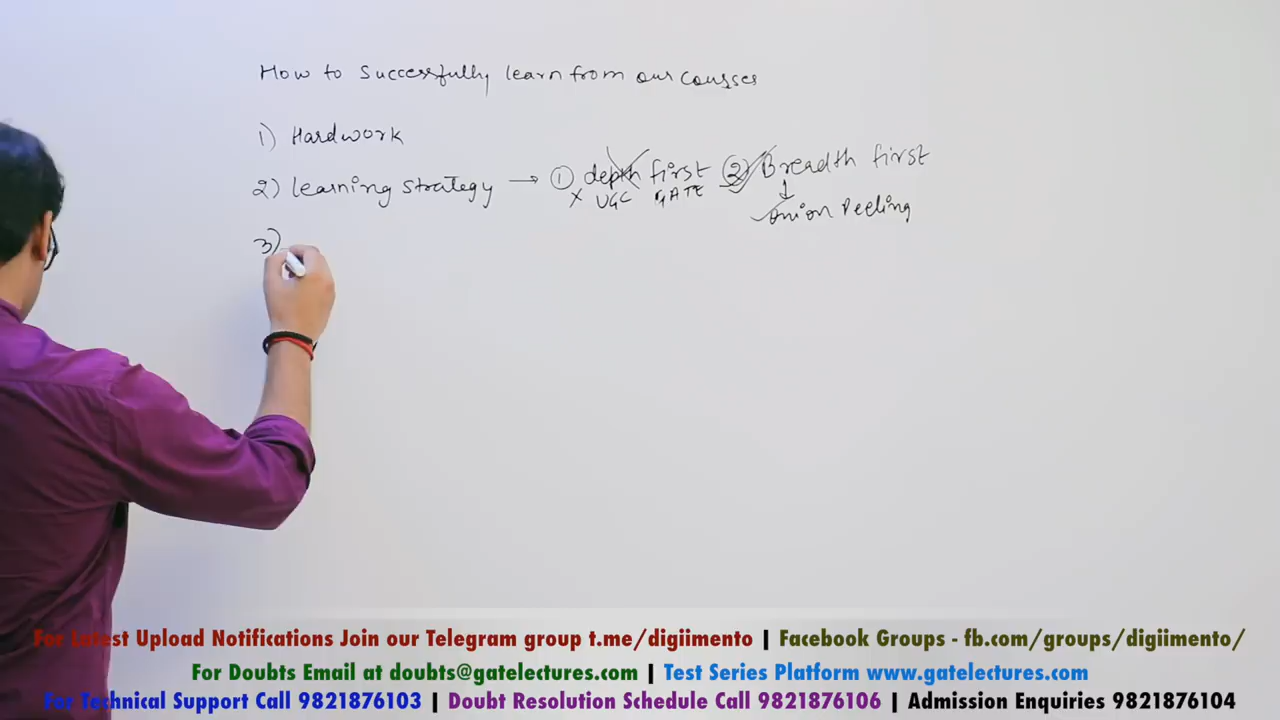 How to Successfully learn from our courses
1) Hardwork
2) learning strategy → ① depth first ② Breadth first
x UGC GATE ↓
Onion Peeling
3)
For Latest Upload Notifications Join our Telegram group t.me/digiimento | Facebook Groups - fb.com/groups/digiimento/
For Doubts Email at doubts@gatelectures.com | Test Series Platform www.gatelectures.com
For Technical Support Call 9821876103 | Doubt Resolution Schedule Call 9821876106 | Admission Enquiries 9821876104